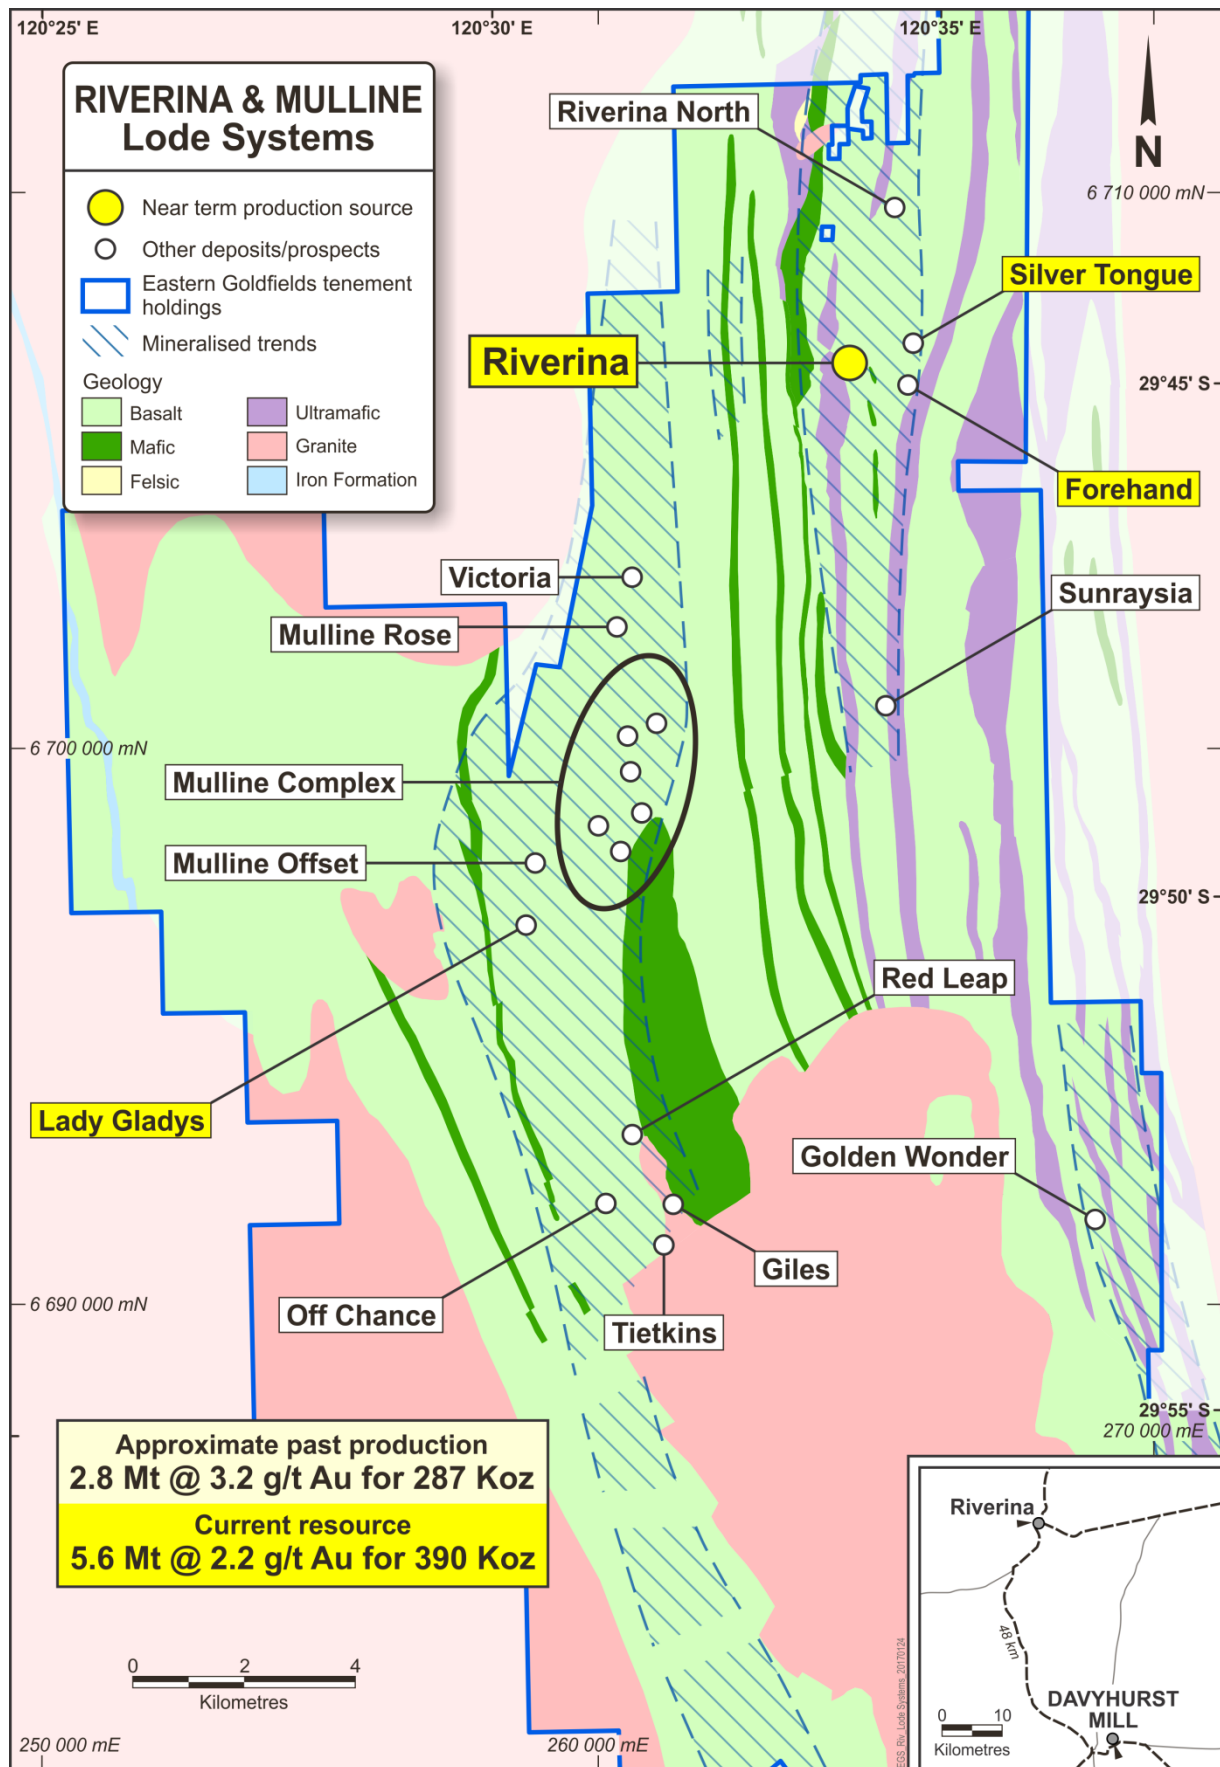 120°25' E
120°30' E
120°35' E
RIVERINA & MULLINE
Lode Systems
Near term production source
Other deposits/prospects
Eastern Goldfields tenement
holdings
Mineralised trends
Geology
Basalt
Mafic
Felsic
Ultramafic
Granite
Iron Formation
Riverina North
N
6 710 000 mN
Silver Tongue
Riverina
29°45' S
Forehand
Victoria
Sunraysia
Mulline Rose
6 700 000 mN
Mulline Complex
Mulline Offset
29°50' S
Red Leap
Lady Gladys
Golden Wonder
Giles
6 690 000 mN
Off Chance
Tietkins
29°55' S
270 000 mE
Approximate past production
2.8 Mt @ 3.2 g/t Au for 287 Koz
Current resource
5.6 Mt @ 2.2 g/t Au for 390 Koz
0 2 4
Kilometres
250 000 mE
260 000 mE
EGS_Riv_Lode Systems_20170124
Riverina
48 km
DAVYHURST
MILL
0 10
Kilometres